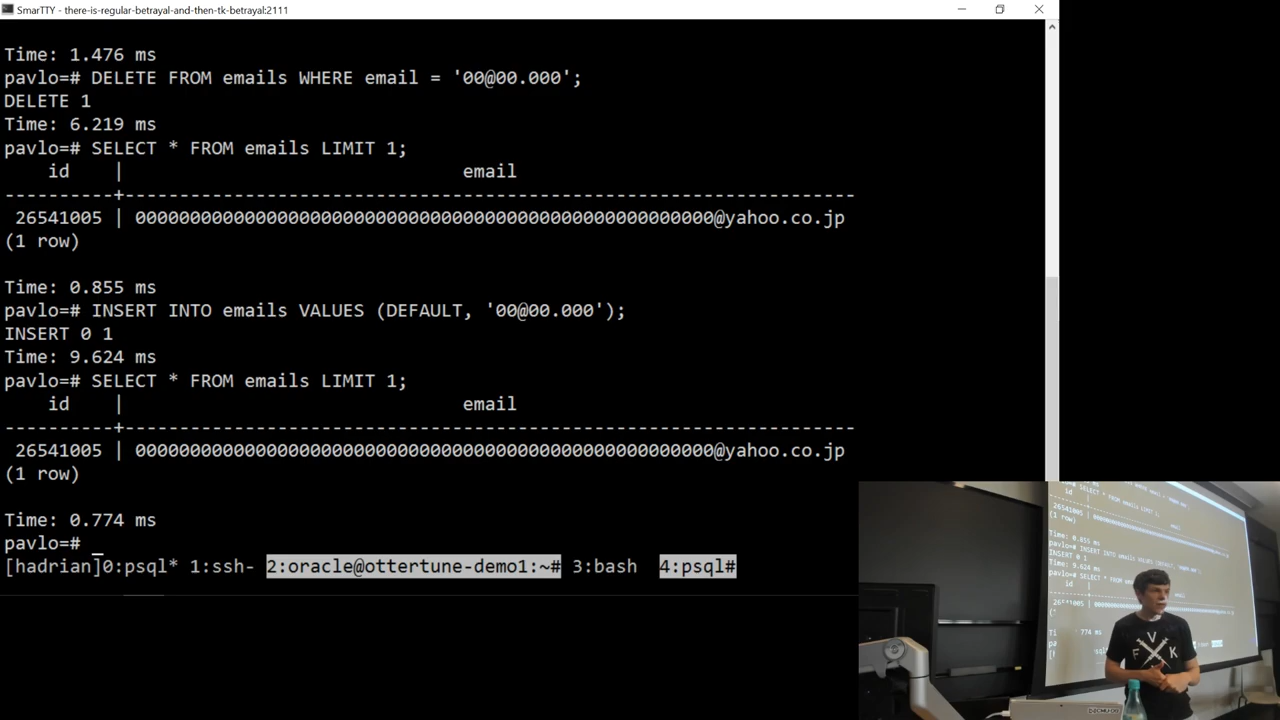 SmarTTY - there-is-regular-betrayal-and-then-tk-betrayal:2111
Time: 1.476 ms
pavlo=# DELETE FROM emails WHERE email = '00@00.000';
DELETE 1
Time: 6.219 ms
pavlo=# SELECT * FROM emails LIMIT 1;
id | email
----------+---------------------------------------------------------------------
26541005 | 000000000000000000000000000000000000000000000000000000@yahoo.co.jp
(1 row)
Time: 0.855 ms
pavlo=# INSERT INTO emails VALUES (DEFAULT, '00@00.000');
INSERT 0 1
Time: 9.624 ms
pavlo=# SELECT * FROM emails LIMIT 1;
id | email
----------+---------------------------------------------------------------------
26541005 | 000000000000000000000000000000000000000000000000000000@yahoo.co.jp
(1 row)
Time: 0.774 ms
pavlo=#
[hadrian]0:psql* 1:ssh- 2:oracle@ottertune-demo1:~# 3:bash 4:psql#
V
F K